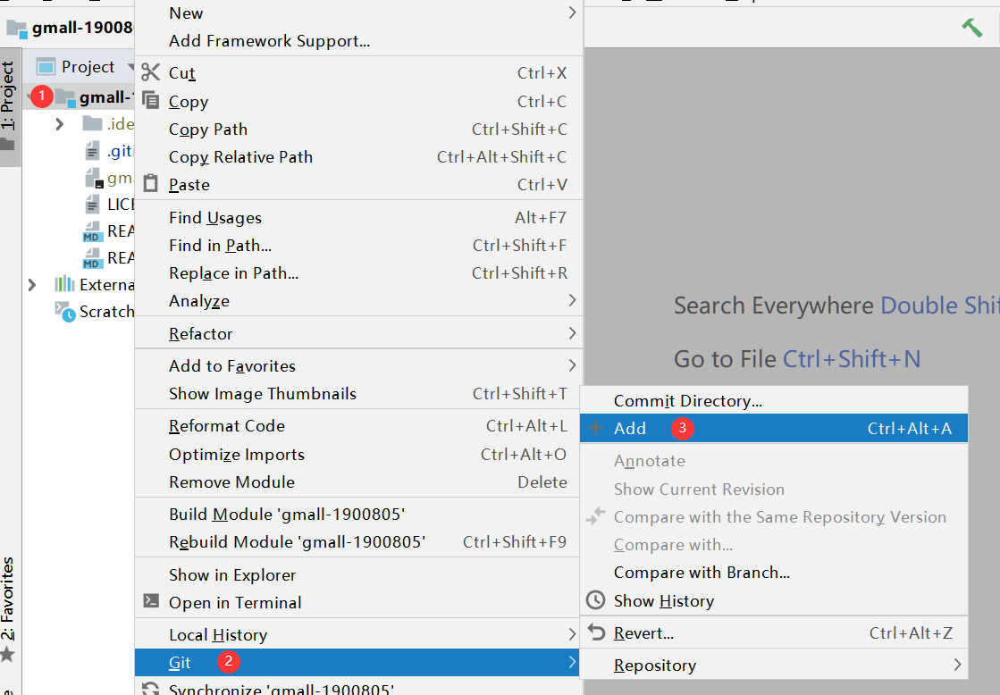 gmall-19008
Project
1: Project
1
gmall-1
.ide
.giti
gm
LICE
REA
REA
Externa
Scratch
2: Favorites
New
Add Framework Support...
Cut Ctrl+X
Copy Ctrl+C
Copy Path Ctrl+Shift+C
Copy Relative Path Ctrl+Alt+Shift+C
Paste Ctrl+V
Find Usages Alt+F7
Find in Path... Ctrl+Shift+F
Replace in Path... Ctrl+Shift+R
Analyze
Refactor
Add to Favorites
Show Image Thumbnails Ctrl+Shift+T
Reformat Code Ctrl+Alt+L
Optimize Imports Ctrl+Alt+O
Remove Module Delete
Build Module 'gmall-1900805'
Rebuild Module 'gmall-1900805' Ctrl+Shift+F9
Show in Explorer
Open in Terminal
Local History
Git 2
Synchronize 'gmall-1900805'
Search Everywhere Double Shif
Go to File Ctrl+Shift+N
Commit Directory...
Add 3 Ctrl+Alt+A
Annotate
Show Current Revision
Compare with the Same Repository Version
Compare with...
Compare with Branch...
Show History
Revert... Ctrl+Alt+Z
Repository